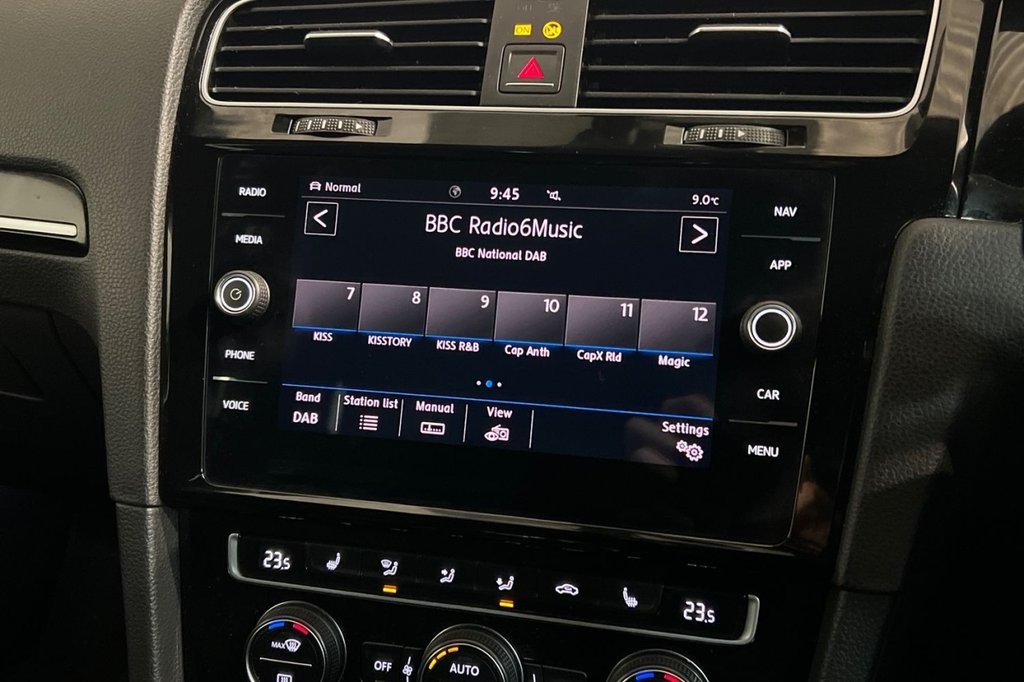 ON
RADIO
Normal
9:45
9.0°C
NAV
<
BBC Radio6Music
>
MEDIA
BBC National DAB
APP
7
8
9
10
11
12
KISS
KISSTORY
KISS R&B
Cap Anth
CapX Rld
Magic
PHONE
VOICE
CAR
MENU
Band
DAB
Station list
Manual
View
Settings
23.5
23.5
MAX
OFF
AUTO